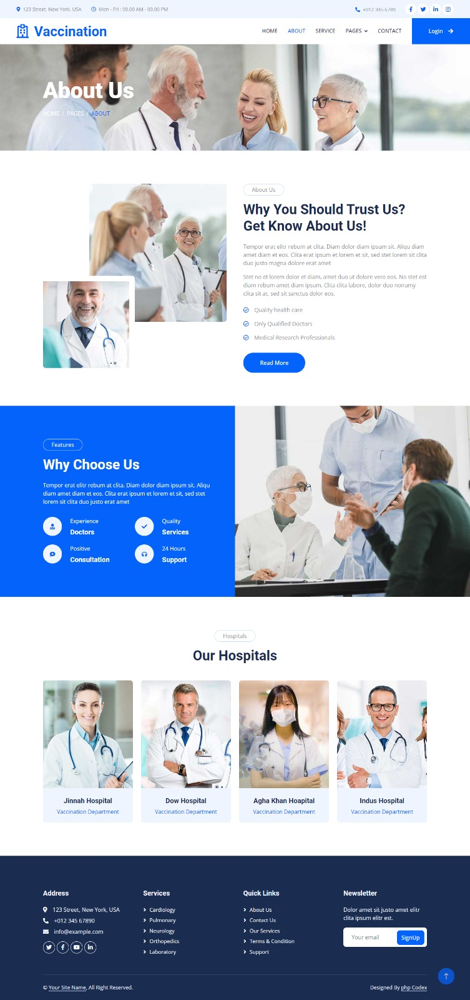 123 Street, New York, USA
Mon - Fri : 09.00 AM - 09.00 PM
+012 345 6789
Vaccination
HOME
ABOUT
SERVICE
PAGES
CONTACT
Login
About Us
HOME / PAGES / ABOUT
About Us
Why You Should Trust Us?
Get Know About Us!
Tempor erat elitr rebum at clita. Diam dolor diam ipsum sit. Aliqu diam
amet diam et eos. Clita erat ipsum et lorem et sit, sed stet lorem sit clita
duo justo magna dolore erat amet
Stet no et lorem dolor et diam, amet duo ut dolore vero eos. No stet est
diam rebum amet diam ipsum. Clita clita labore, dolor duo nonumy
clita sit at, sed sit sanctus dolor eos.
Quality health care
Only Qualified Doctors
Medical Research Professionals
Read More
Features
Why Choose Us
Tempor erat elitr rebum at clita. Diam dolor diam ipsum sit. Aliqu
diam amet diam et eos. Clita erat ipsum et lorem et sit, sed stet
lorem sit clita duo justo erat amet
Experience
Doctors
Quality
Services
Positive
Consultation
24 Hours
Support
Hospitals
Our Hospitals
Jinnah Hospital
Vaccination Department
Dow Hospital
Vaccination Department
Agha Khan Hoapital
Vaccination Department
Indus Hospital
Vaccination Department
Address
123 Street, New York, USA
+012 345 67890
info@example.com
Services
Cardiology
Pulmonary
Neurology
Orthopedics
Laboratory
Quick Links
About Us
Contact Us
Our Services
Terms & Condition
Support
Newsletter
Dolor amet sit justo amet elitr
clita ipsum elitr est.
Your email
SignUp
© Your Site Name, All Right Reserved.
Designed By php Codex